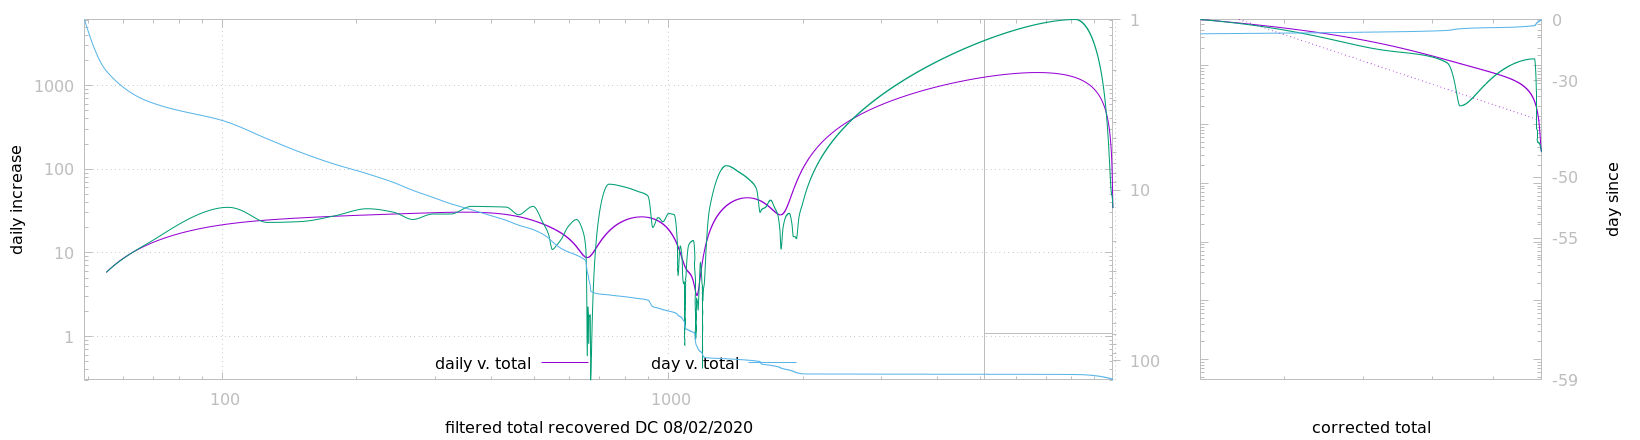 daily increase
1000
100
10
1
100
1000
1
10
100
daily v. total
day v. total
filtered total recovered DC 08/02/2020
0
-30
-50
-55
-59
day since
corrected total